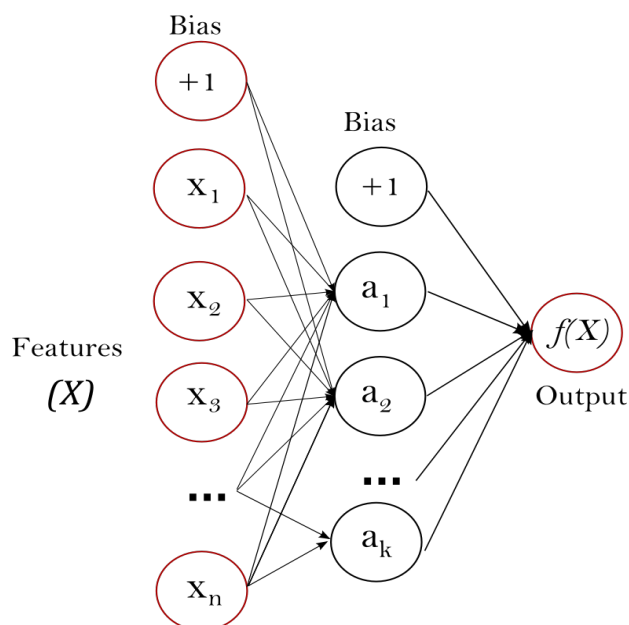 Bias
+1
x₁
x₂
x₃
...
xₙ
Features
(X)
Bias
+1
a₁
a₂
...
aₖ
f(X)
Output